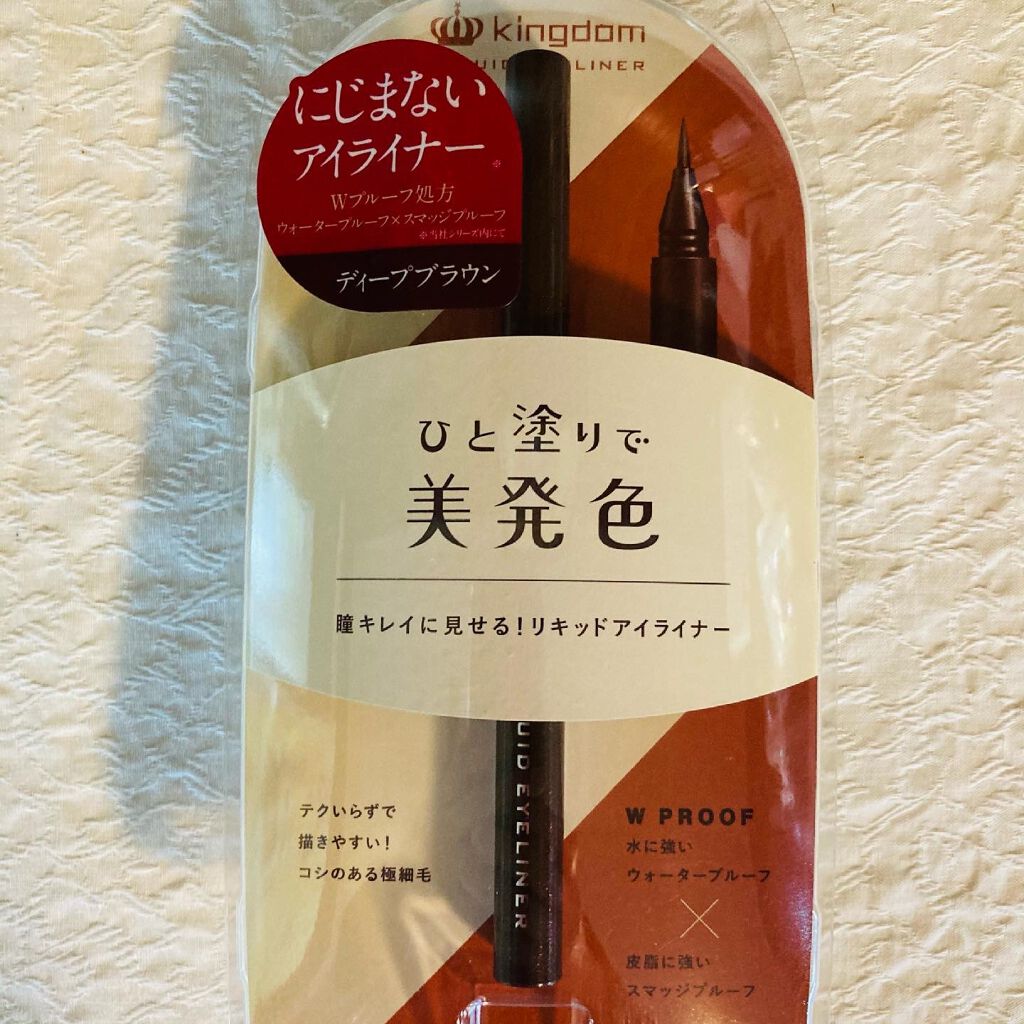 kingdom
LINER
にじまない
アイライナー※
Wプルーフ処方
ウォータープルーフ×スマッジプルーフ
※当社シリーズ内にて
ディープブラウン
ひと塗りで
美発色
瞳キレイに見せる!リキッドアイライナー
UID EYELINER
テクいらずで
描きやすい!
コシのある極細毛
W PROOF
水に強い
ウォータープルーフ
×
皮脂に強い
スマッジプルーフ